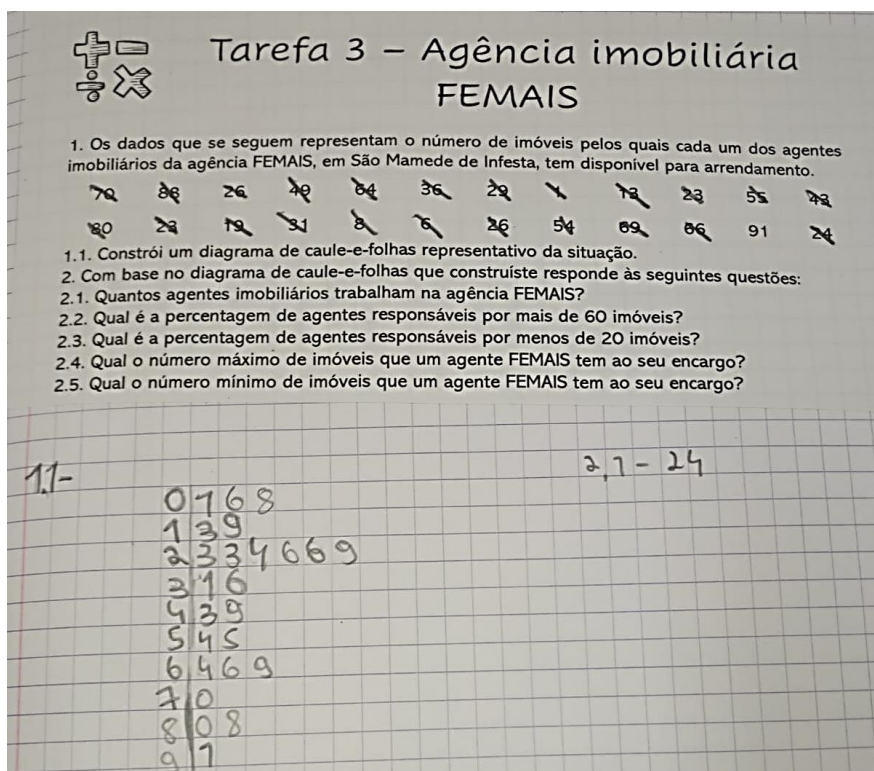 Tarefa 3 – Agência imobiliária
FEMAIS
1. Os dados que se seguem representam o número de imóveis pelos quais cada um dos agentes
imobiliários da agência FEMAIS, em São Mamede de Infesta, tem disponível para arrendamento.
70 88 26 49 64 36 29 1 13 23 55 43
80 23 19 31 8 6 26 54 69 66 91 24
1.1. Constrói um diagrama de caule-e-folhas representativo da situação.
2. Com base no diagrama de caule-e-folhas que construíste responde às seguintes questões:
2.1. Quantos agentes imobiliários trabalham na agência FEMAIS?
2.2. Qual é a percentagem de agentes responsáveis por mais de 60 imóveis?
2.3. Qual é a percentagem de agentes responsáveis por menos de 20 imóveis?
2.4. Qual o número máximo de imóveis que um agente FEMAIS tem ao seu encargo?
2.5. Qual o número mínimo de imóveis que um agente FEMAIS tem ao seu encargo?
1.1-
2,1 - 24
0|1 6 8
1|3 9
2|3 3 4 6 6 9
3|1 6
4|3 9
5|4 5
6|4 6 9
7|0
8|0 8
9|1